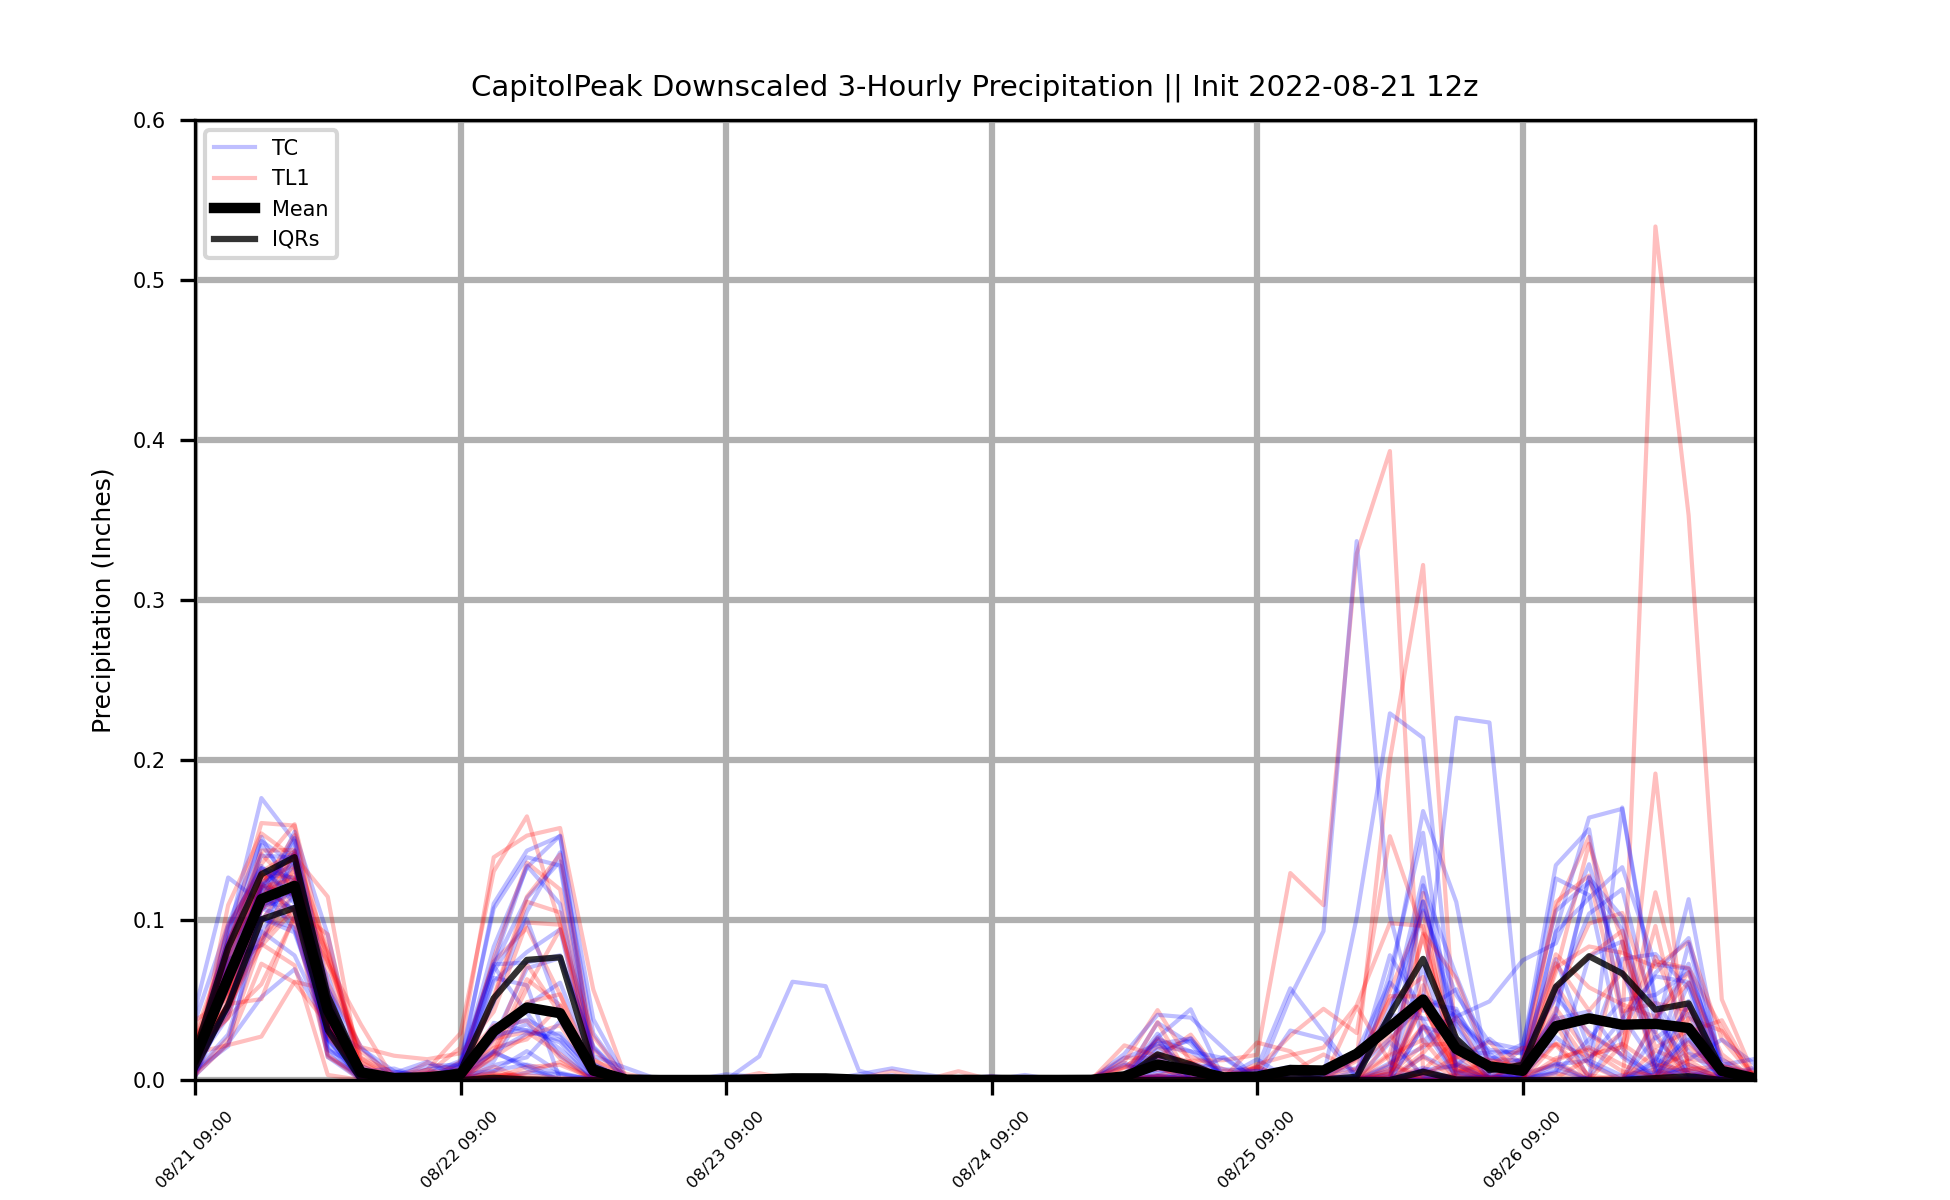 CapitolPeak Downscaled 3-Hourly Precipitation || Init 2022-08-21 12z
TC
TL1
Mean
IQRs
Precipitation (Inches)
0.6
0.5
0.4
0.3
0.2
0.1
0.0
08/21 09:00
08/22 09:00
08/23 09:00
08/24 09:00
08/25 09:00
08/26 09:00